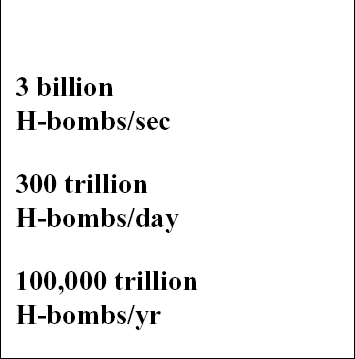 3 billion
H-bombs/sec
300 trillion
H-bombs/day
100,000 trillion
H-bombs/yr